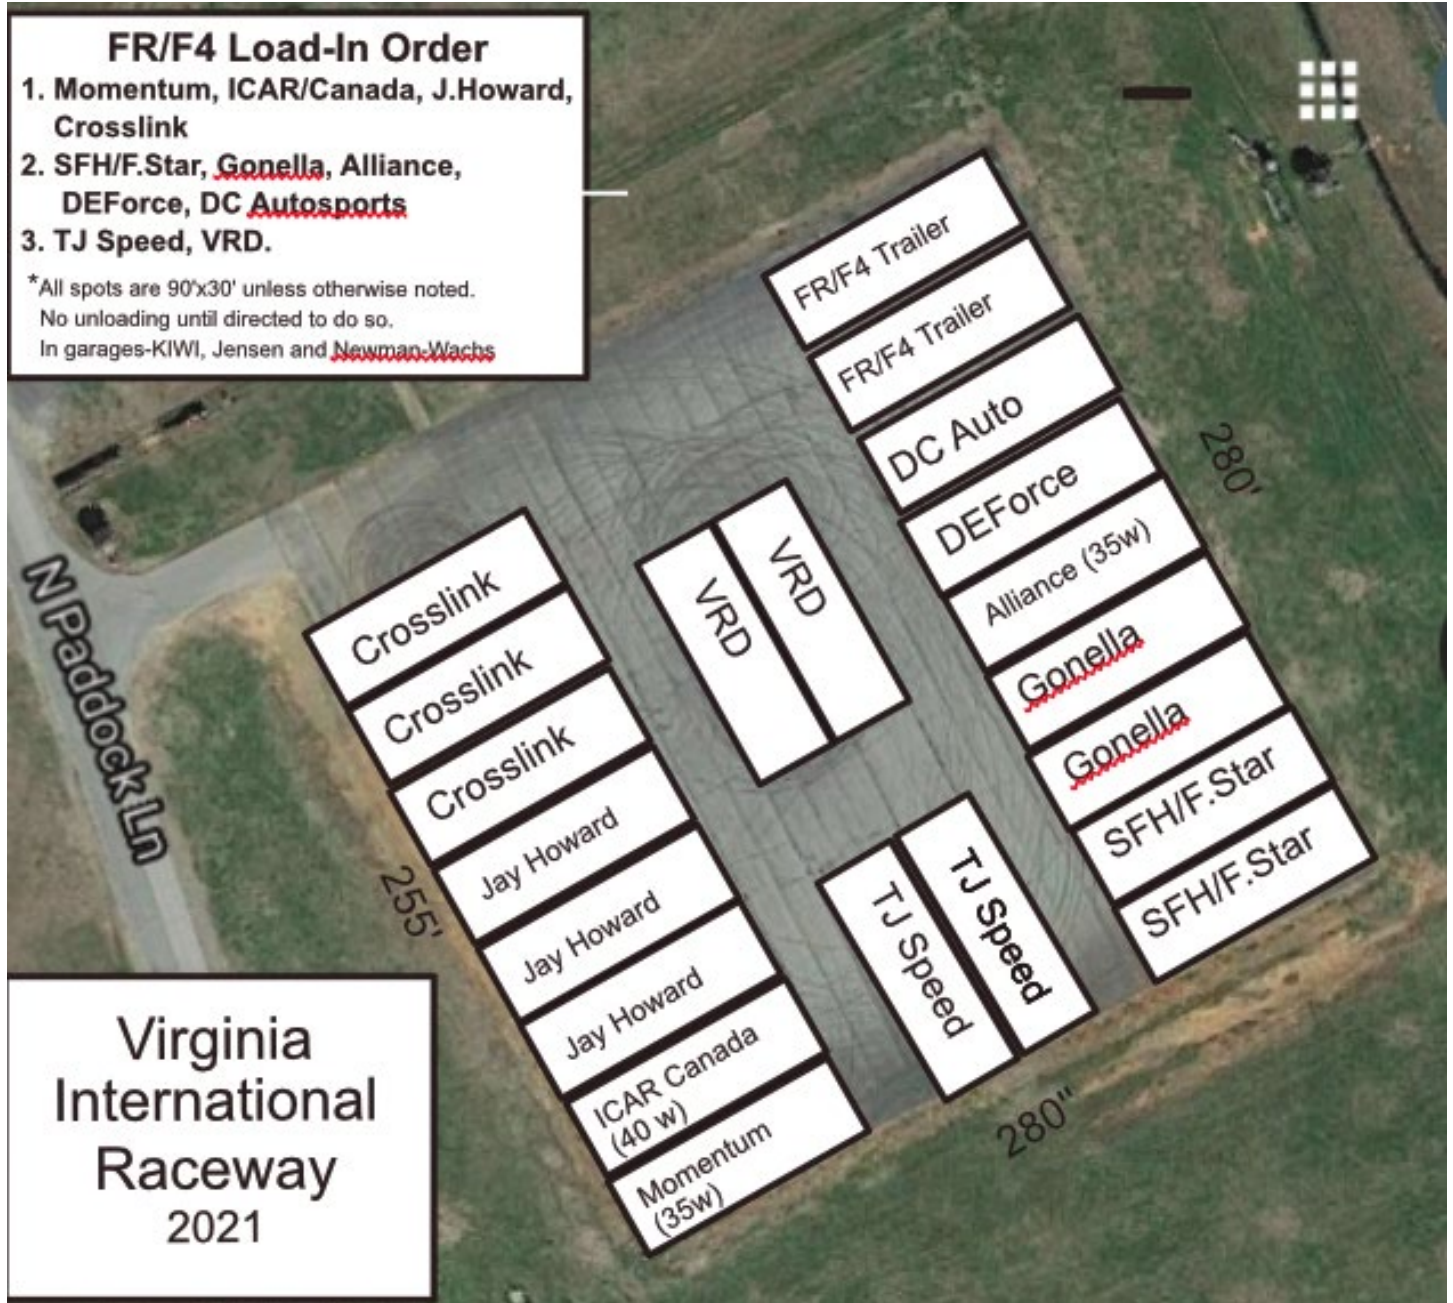 FR/F4 Load-In Order
1. Momentum, ICAR/Canada, J.Howard,
Crosslink
2. SFH/F.Star, Gonella, Alliance,
DEForce, DC Autosports
3. TJ Speed, VRD.
*All spots are 90'x30' unless otherwise noted.
No unloading until directed to do so.
In garages-KIWI, Jensen and Newman-Wachs
FR/F4 Trailer
FR/F4 Trailer
DC Auto
DEForce
Alliance (35w)
Gonella
Gonella
SFH/F.Star
SFH/F.Star
280'
VRD
VRD
TJ Speed
TJ Speed
280"
Crosslink
Crosslink
Crosslink
Jay Howard
Jay Howard
Jay Howard
ICAR Canada
(40 w)
Momentum
(35w)
255'
N Paddock Ln
Virginia
International
Raceway
2021